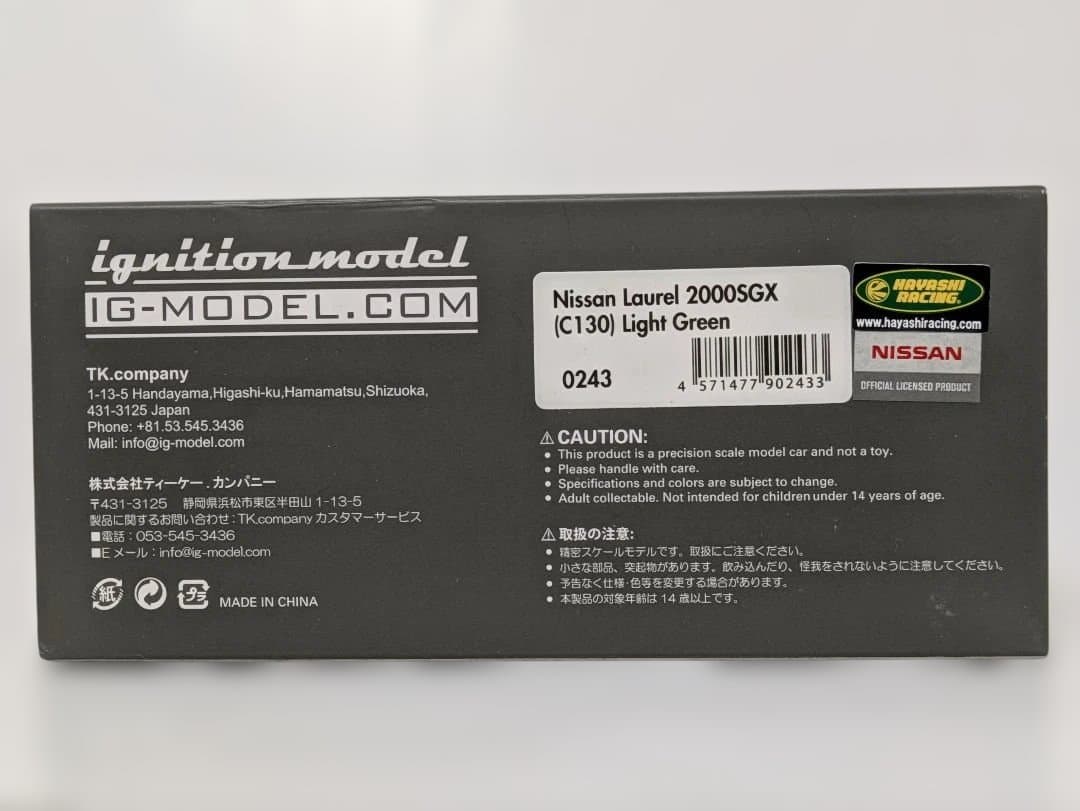 ignition model
IG-MODEL.COM
TK.company
1-13-5 Handayama,Higashi-ku,Hamamatsu,Shizuoka,
431-3125 Japan
Phone: +81.53.545.3436
Mail: info@ig-model.com
株式会社ティーケー.カンパニー
〒431-3125 静岡県浜松市東区半田山 1-13-5
製品に関するお問い合わせ:TK.company カスタマーサービス
■電話:053-545-3436
■E メール:info@ig-model.com
紙
プラ
MADE IN CHINA
Nissan Laurel 2000SGX
(C130) Light Green
0243
4 571477 902433
HAYASHI
RACING.
www.hayashiracing.com
NISSAN
OFFICIAL LICENSED PRODUCT
⚠CAUTION:
• This product is a precision scale model car and not a toy.
• Please handle with care.
• Specifications and colors are subject to change.
• Adult collectable. Not intended for children under 14 years of age.
⚠取扱の注意:
• 精密スケールモデルです。取扱にご注意ください。
• 小さな部品、突起物があります。飲み込んだり、怪我をされないように注意してください。
• 予告なく仕様・色等を変更する場合があります。
• 本製品の対象年齢は 14 歳以上です。